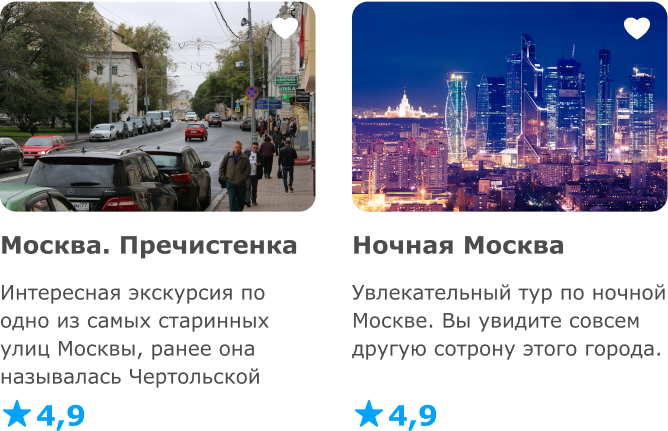 Москва. Пречистенка
Интересная экскурсия по
одно из самых старинных
улиц Москвы, ранее она
называлась Чертольской
4,9
Ночная Москва
Увлекательный тур по ночной
Москве. Вы увидите совсем
другую сотрону этого города.
4,9